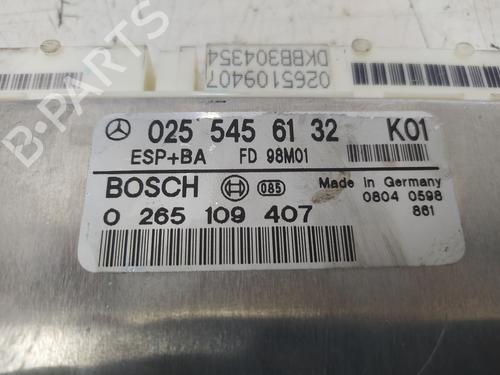 0265109407
DKBB304354
025 545 61 32 K01
ESP+BA FD 98M01
BOSCH 085 Made in Germany
0 265 109 407 0804 0598
861